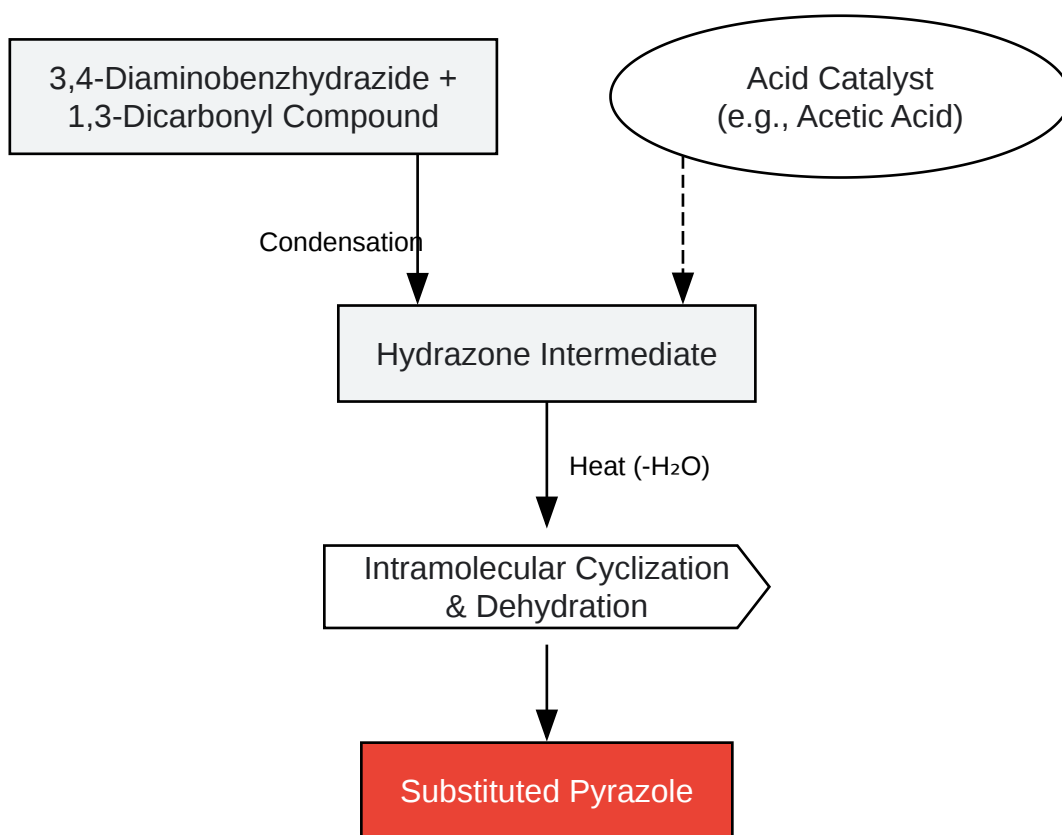 3,4-Diaminobenzhydrazide +
1,3-Dicarbonyl Compound
Acid Catalyst
(e.g., Acetic Acid)
Condensation
Hydrazone Intermediate
Heat (-H₂O)
Intramolecular Cyclization
& Dehydration
Substituted Pyrazole